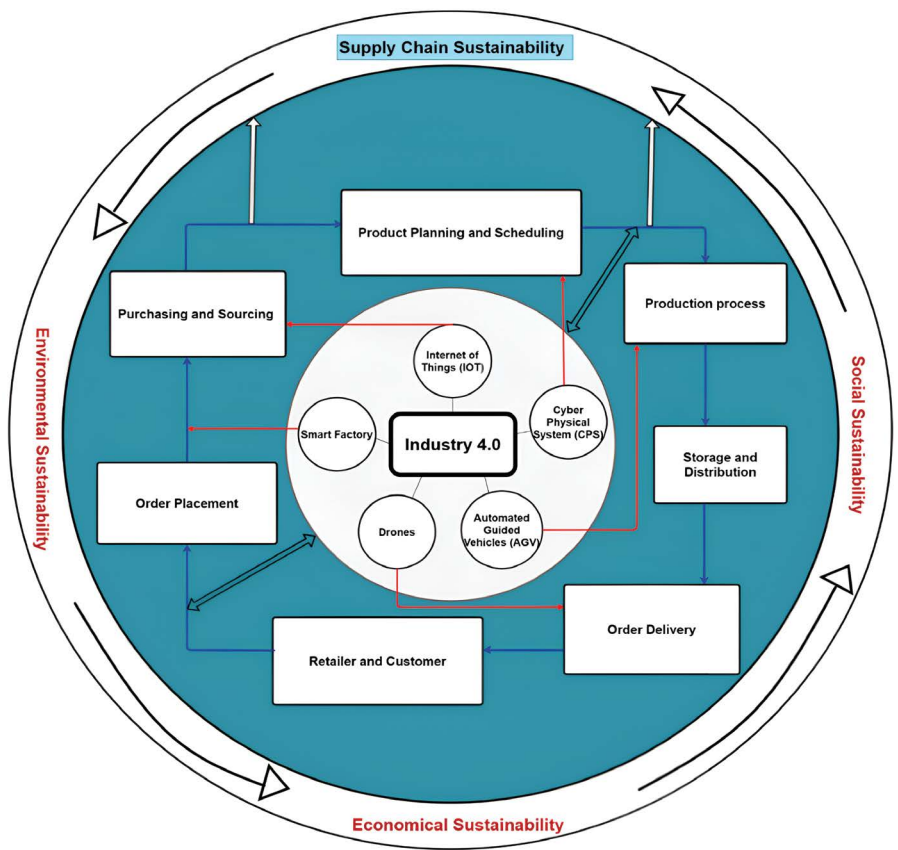 Supply Chain Sustainability
Product Planning and Scheduling
Purchasing and Sourcing
Production process
Internet of
Things (IOT)
Cyber
Physical
System (CPS)
Smart Factory
Industry 4.0
Environmental Sustainability
Social Sustainability
Storage and
Distribution
Order Placement
Drones
Automated
Guided
Vehicles (AGV)
Order Delivery
Retailer and Customer
Economical Sustainability